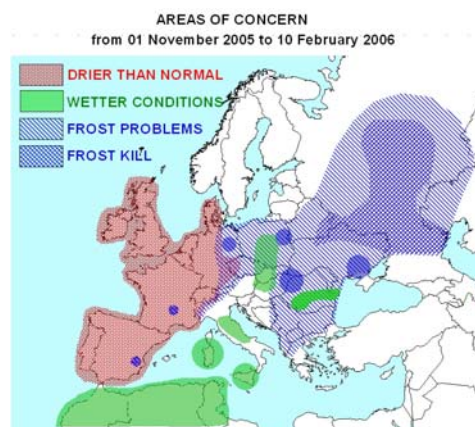 AREAS OF CONCERN
from 01 November 2005 to 10 February 2006
DRIER THAN NORMAL
WETTER CONDITIONS
FROST PROBLEMS
FROST KILL